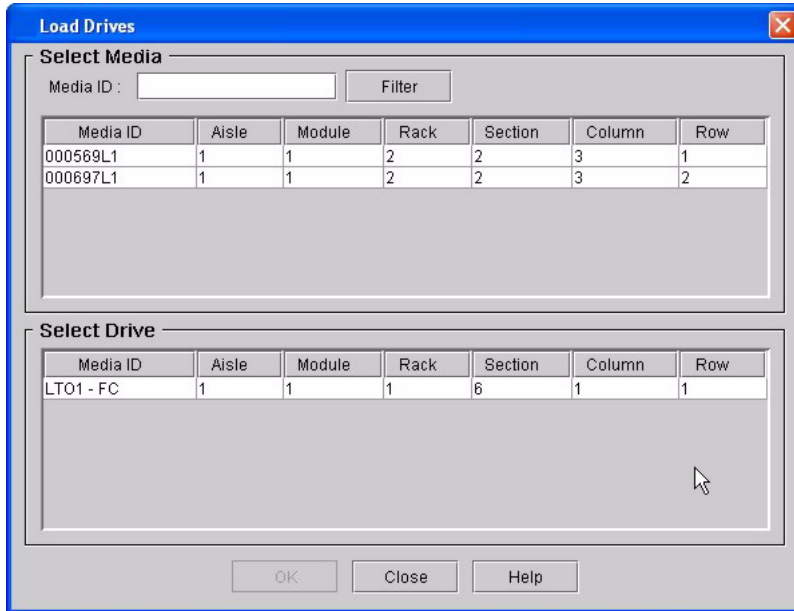 Load Drives
Select Media
Media ID : Filter
Media ID Aisle Module Rack Section Column Row
000569L1 1 1 2 2 3 1
000697L1 1 1 2 2 3 2
Select Drive
Media ID Aisle Module Rack Section Column Row
LTO1 - FC 1 1 1 6 1 1
OK Close Help